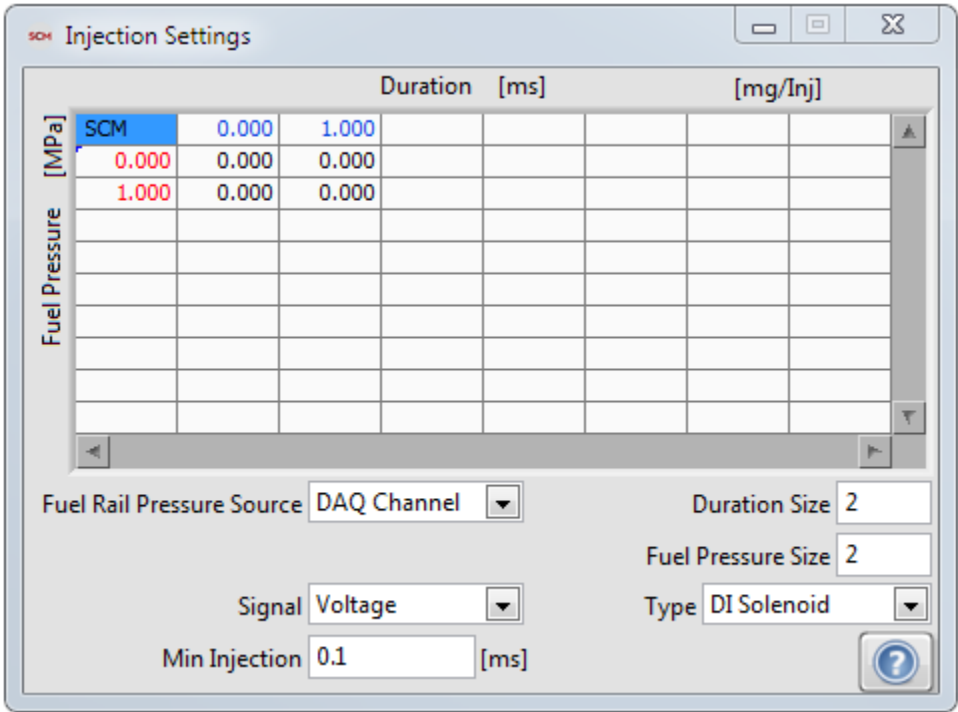 SCM Injection Settings
Duration [ms] [mg/Inj]
Fuel Pressure [MPa]
SCM 0.000 1.000
0.000 0.000 0.000
1.000 0.000 0.000
Fuel Rail Pressure Source DAQ Channel Duration Size 2
Fuel Pressure Size 2
Signal Voltage Type DI Solenoid
Min Injection 0.1 [ms] ?